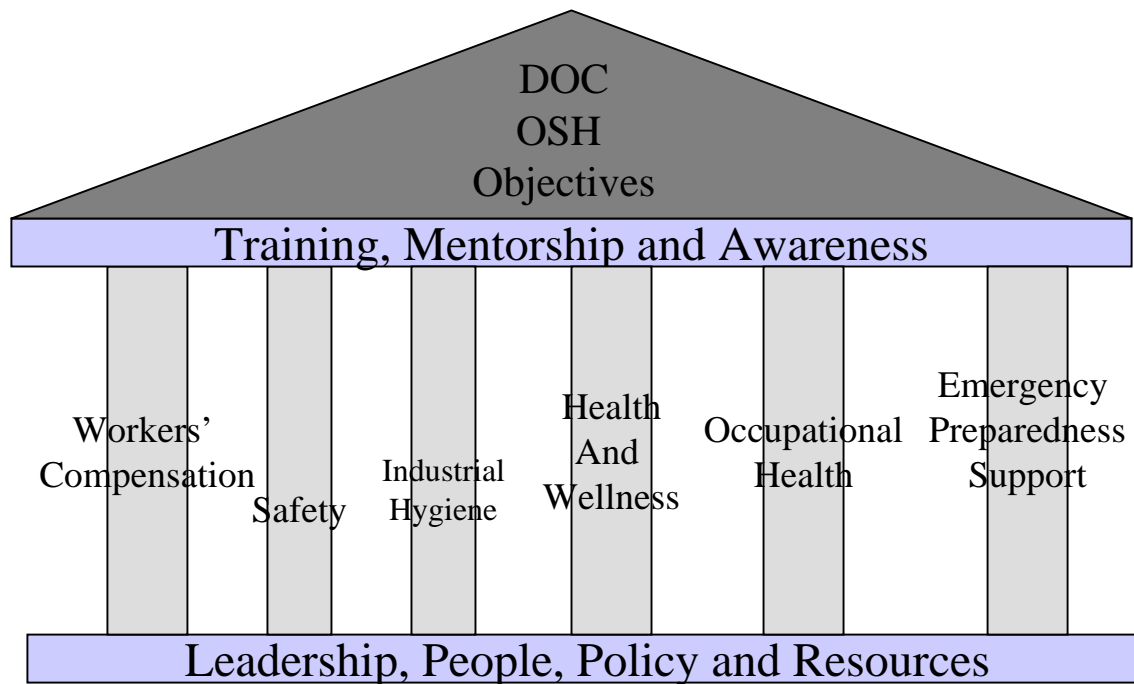 DOC
OSH
Objectives
Training, Mentorship and Awareness
Workers’
Compensation
Safety
Industrial
Hygiene
Health
And
Wellness
Occupational
Health
Emergency
Preparedness
Support
Leadership, People, Policy and Resources